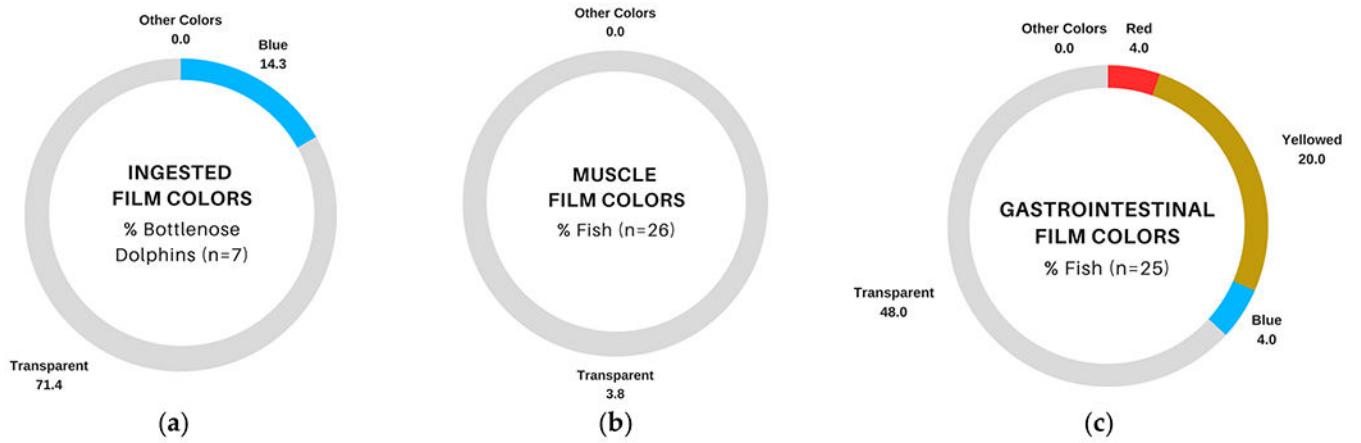 Other Colors
0.0
Blue
14.3
INGESTED
FILM COLORS
% Bottlenose
Dolphins (n=7)
Transparent
71.4
(a)
Other Colors
0.0
MUSCLE
FILM COLORS
% Fish (n=26)
Transparent
3.8
(b)
Other Colors
0.0
Red
4.0
Yellowed
20.0
GASTROINTESTINAL
FILM COLORS
% Fish (n=25)
Transparent
48.0
Blue
4.0
(c)